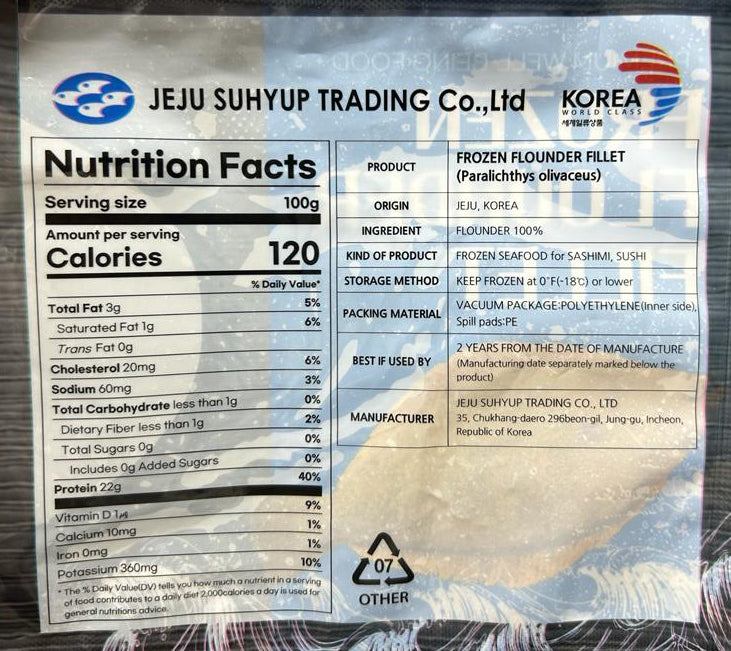 JEJU SUHYUP TRADING Co.,Ltd
KOREA
WORLD CLASS
세계일류상품
Nutrition Facts
Serving size 100g
Amount per serving
Calories 120
% Daily Value*
Total Fat 3g 5%
Saturated Fat 1g 6%
Trans Fat 0g
Cholesterol 20mg 6%
Sodium 60mg 3%
Total Carbohydrate less than 1g 0%
Dietary Fiber less than 1g 2%
Total Sugars 0g 0%
Includes 0g Added Sugars 0%
Protein 22g 40%
Vitamin D 1㎍ 9%
Calcium 10mg 1%
Iron 0mg 1%
Potassium 360mg 10%
* The % Daily Value(DV) tells you how much a nutrient in a serving
of food contributes to a daily diet 2,000calories a day is used for
general nutritions advice.
PRODUCT FROZEN FLOUNDER FILLET
(Paralichthys olivaceus)
ORIGIN JEJU, KOREA
INGREDIENT FLOUNDER 100%
KIND OF PRODUCT FROZEN SEAFOOD for SASHIMI, SUSHI
STORAGE METHOD KEEP FROZEN at 0°F(-18℃) or lower
PACKING MATERIAL VACUUM PACKAGE:POLYETHYLENE(Inner side),
Spill pads:PE
BEST IF USED BY 2 YEARS FROM THE DATE OF MANUFACTURE
(Manufacturing date separately marked below the
product)
MANUFACTURER JEJU SUHYUP TRADING CO., LTD
35, Chukhang-daero 296beon-gil, Jung-gu, Incheon,
Republic of Korea
07
OTHER